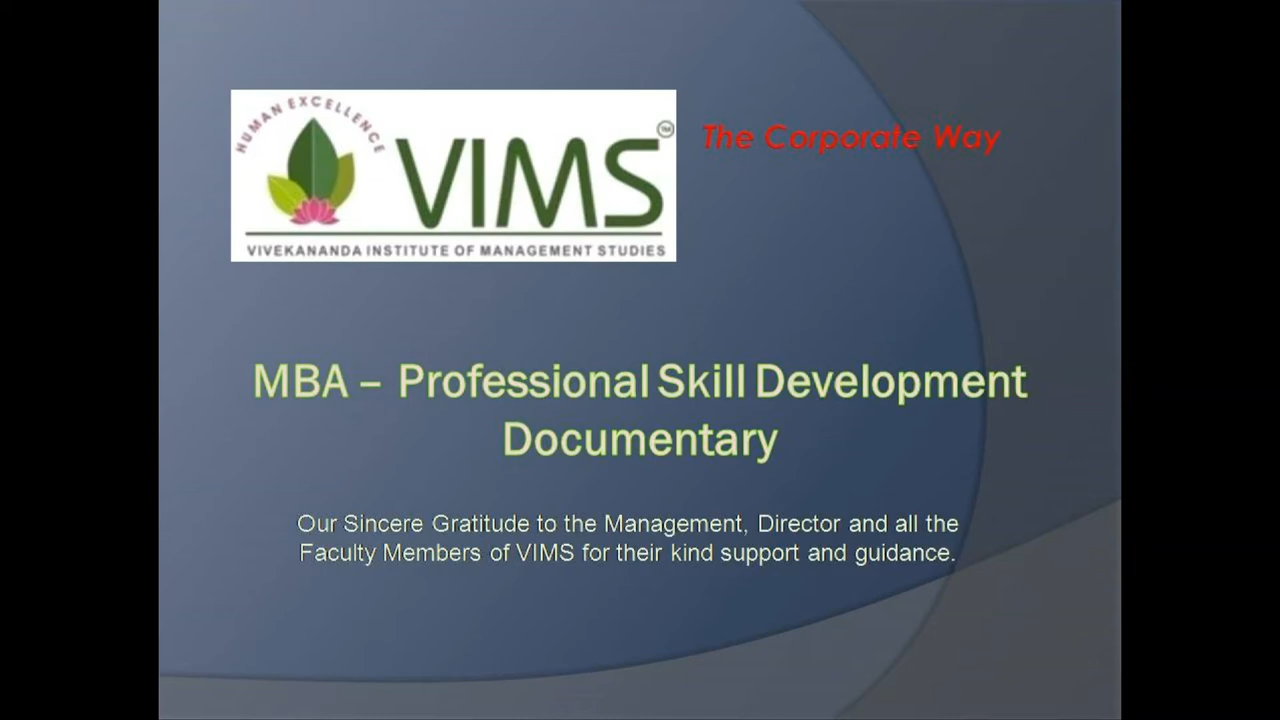 HUMAN EXCELLENCE
VIMS
TM
The Corporate Way
VIVEKANANDA INSTITUTE OF MANAGEMENT STUDIES
MBA – Professional Skill Development
Documentary
Our Sincere Gratitude to the Management, Director and all the
Faculty Members of VIMS for their kind support and guidance.